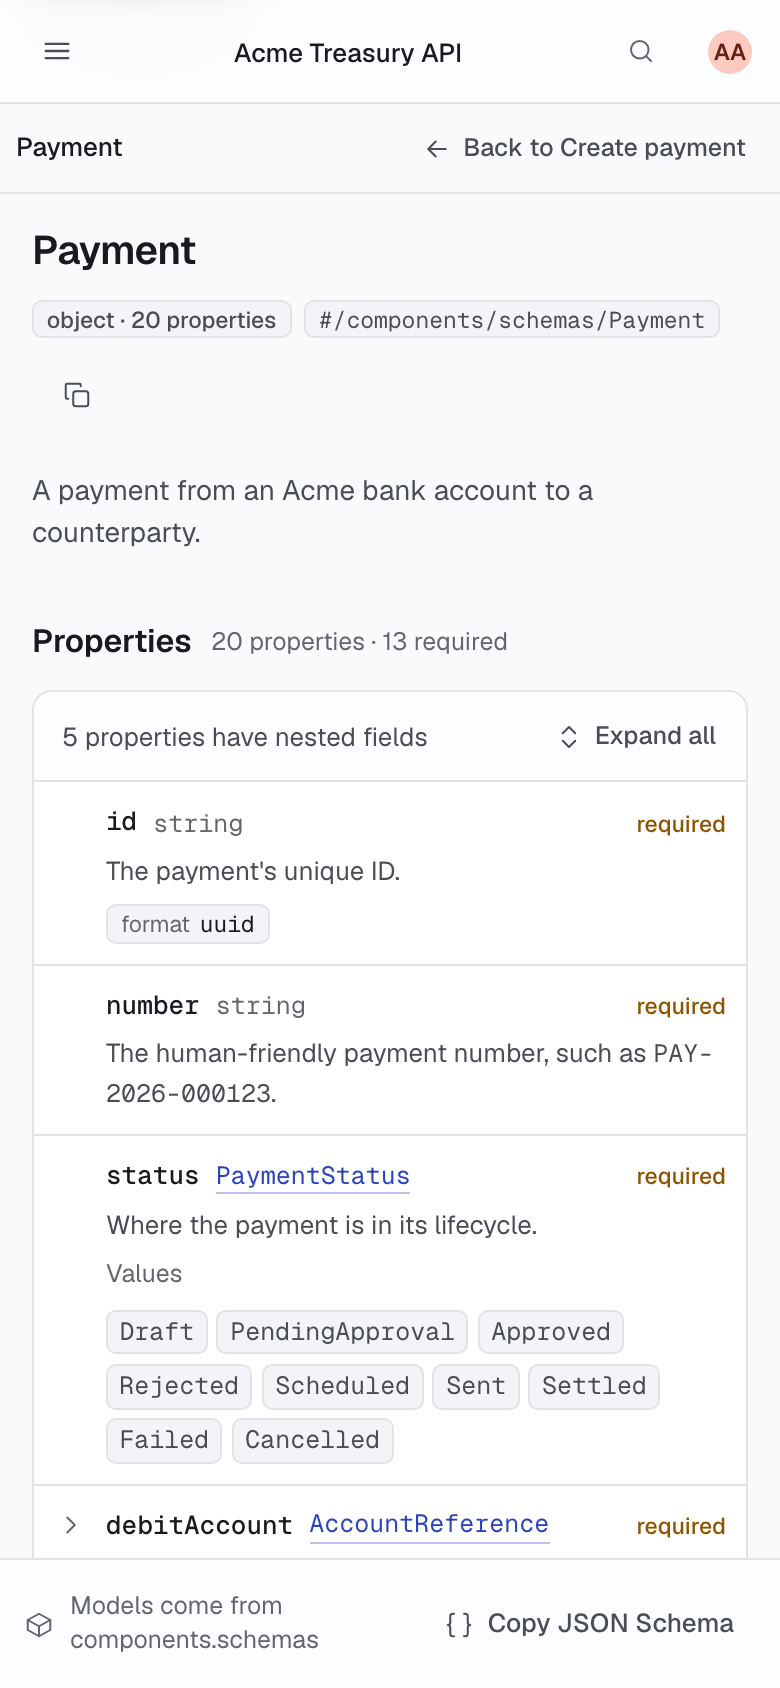 Acme Treasury API
AA
Payment
Back to Create payment
Payment
object · 20 properties
#/components/schemas/Payment
A payment from an Acme bank account to a
counterparty.
Properties 20 properties · 13 required
5 properties have nested fields
Expand all
id string required
The payment's unique ID.
format uuid
number string required
The human-friendly payment number, such as PAY-
2026-000123.
status PaymentStatus required
Where the payment is in its lifecycle.
Values
Draft PendingApproval Approved
Rejected Scheduled Sent Settled
Failed Cancelled
debitAccount AccountReference required
Models come from
components.schemas
{} Copy JSON Schema